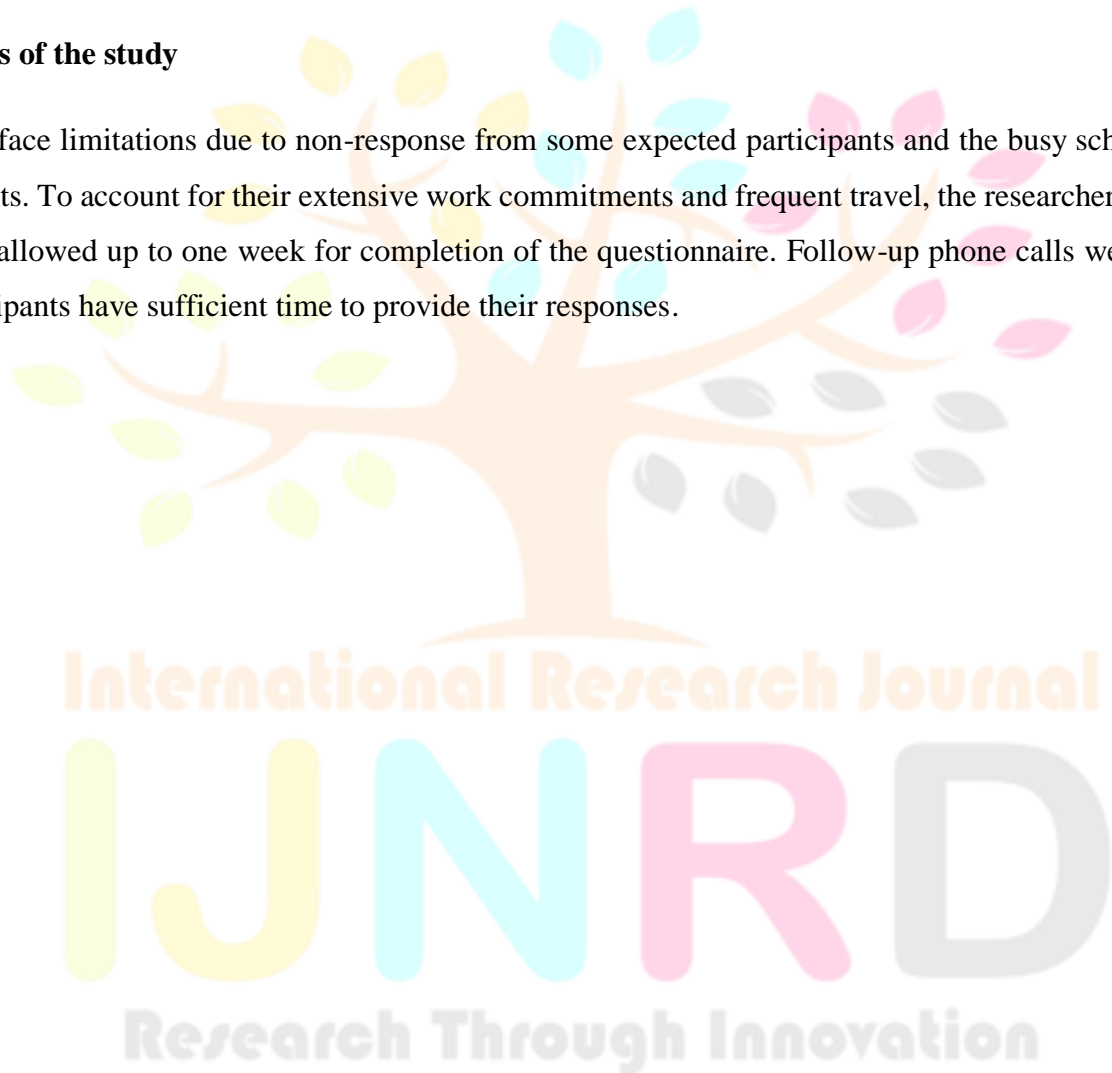 s of the study
face limitations due to non-response from some expected participants and the busy sch
ts. To account for their extensive work commitments and frequent travel, the researcher
allowed up to one week for completion of the questionnaire. Follow-up phone calls we
ipants have sufficient time to provide their responses.
International Research Journal
IJNRD
Research Through Innovation